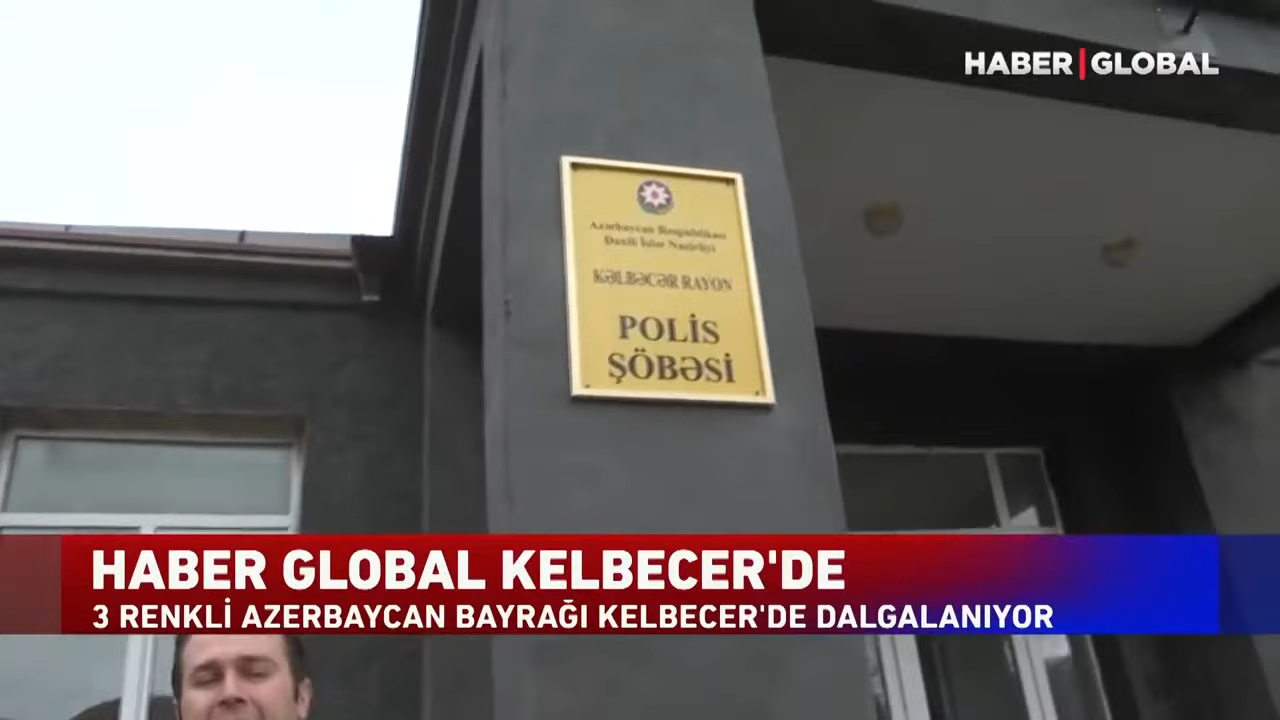 HABER GLOBAL
Azərbaycan Respublikası
Daxili İşlər Nazirliyi
KƏLBƏCƏR RAYON
POLİS
ŞÖBƏSİ
HABER GLOBAL KELBECER'DE
3 RENKLİ AZERBAYCAN BAYRAĞI KELBECER'DE DALGALANIYOR